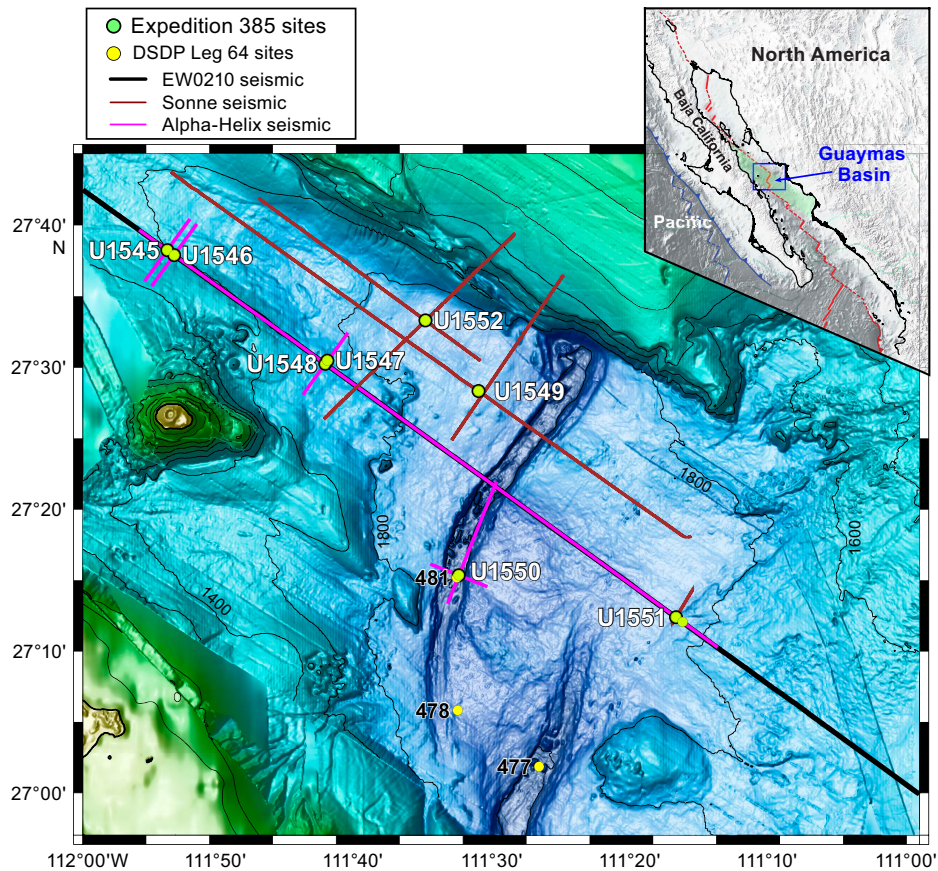 Expedition 385 sites
DSDP Leg 64 sites
EW0210 seismic
Sonne seismic
Alpha-Helix seismic
North America
Baja California
Guaymas
Basin
Pacific
27°40'
N
27°30'
27°20'
27°10'
27°00'
U1545
U1546
U1552
U1548
U1547
U1549
1800
1800
1600
481
U1550
1400
U1551
478
477
112°00'W
111°50'
111°40'
111°30'
111°20'
111°10'
111°00'